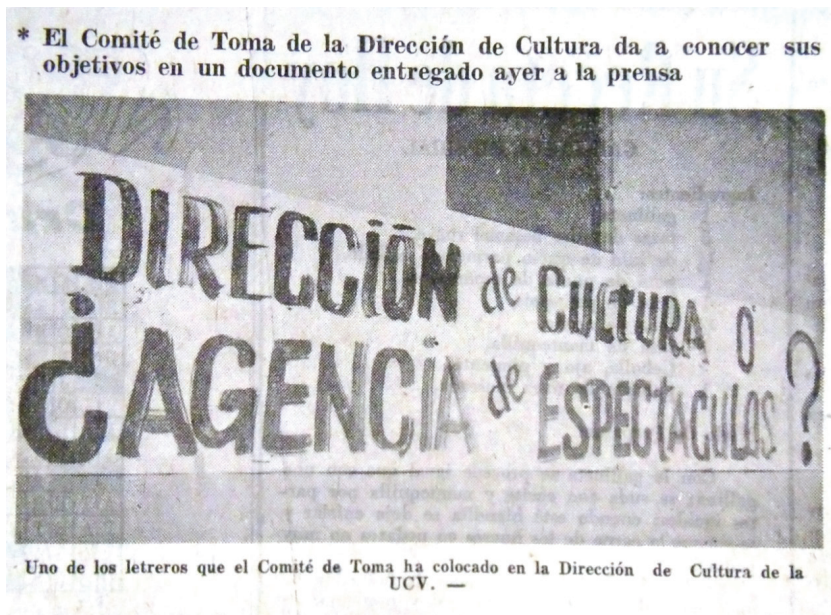 * El Comité de Toma de la Dirección de Cultura da a conocer sus
objetivos en un documento entregado ayer a la prensa
DIRECCIÓN de CULTURA O
¿AGENCIA de ESPECTACULOS?
Uno de los letreros que el Comité de Toma ha colocado en la Dirección de Cultura de la
UCV. —